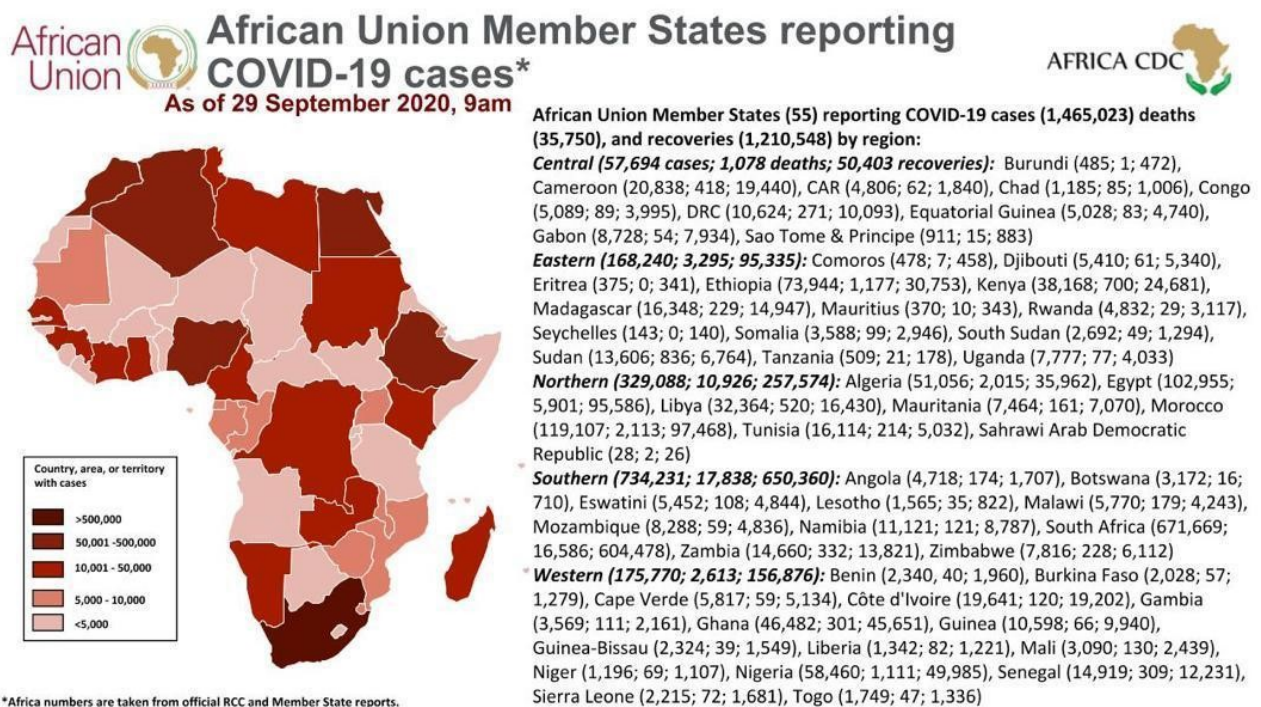 African
Union
African Union Member States reporting
COVID-19 cases*
As of 29 September 2020, 9am
AFRICA CDC
African Union Member States (55) reporting COVID-19 cases (1,465,023) deaths
(35,750), and recoveries (1,210,548) by region:
Central (57,694 cases; 1,078 deaths; 50,403 recoveries): Burundi (485; 1; 472),
Cameroon (20,838; 418; 19,440), CAR (4,806; 62; 1,840), Chad (1,185; 85; 1,006), Congo
(5,089; 89; 3,995), DRC (10,624; 271; 10,093), Equatorial Guinea (5,028; 83; 4,740),
Gabon (8,728; 54; 7,934), Sao Tome & Principe (911; 15; 883)
Eastern (168,240; 3,295; 95,335): Comoros (478; 7; 458), Djibouti (5,410; 61; 5,340),
Eritrea (375; 0; 341), Ethiopia (73,944; 1,177; 30,753), Kenya (38,168; 700; 24,681),
Madagascar (16,348; 229; 14,947), Mauritius (370; 10; 343), Rwanda (4,832; 29; 3,117),
Seychelles (143; 0; 140), Somalia (3,588; 99; 2,946), South Sudan (2,692; 49; 1,294),
Sudan (13,606; 836; 6,764), Tanzania (509; 21; 178), Uganda (7,777; 77; 4,033)
Northern (329,088; 10,926; 257,574): Algeria (51,056; 2,015; 35,962), Egypt (102,955;
5,901; 95,586), Libya (32,364; 520; 16,430), Mauritania (7,464; 161; 7,070), Morocco
(119,107; 2,113; 97,468), Tunisia (16,114; 214; 5,032), Sahrawi Arab Democratic
Republic (28; 2; 26)
Southern (734,231; 17,838; 650,360): Angola (4,718; 174; 1,707), Botswana (3,172; 16;
710), Eswatini (5,452; 108; 4,844), Lesotho (1,565; 35; 822), Malawi (5,770; 179; 4,243),
Mozambique (8,288; 59; 4,836), Namibia (11,121; 121; 8,787), South Africa (671,669;
16,586; 604,478), Zambia (14,660; 332; 13,821), Zimbabwe (7,816; 228; 6,112)
Western (175,770; 2,613; 156,876): Benin (2,340, 40; 1,960), Burkina Faso (2,028; 57;
1,279), Cape Verde (5,817; 59; 5,134), Côte d'Ivoire (19,641; 120; 19,202), Gambia
(3,569; 111; 2,161), Ghana (46,482; 301; 45,651), Guinea (10,598; 66; 9,940),
Guinea-Bissau (2,324; 39; 1,549), Liberia (1,342; 82; 1,221), Mali (3,090; 130; 2,439),
Niger (1,196; 69; 1,107), Nigeria (58,460; 1,111; 49,985), Senegal (14,919; 309; 12,231),
Sierra Leone (2,215; 72; 1,681), Togo (1,749; 47; 1,336)
Country, area, or territory
with cases
>500,000
50,001 -500,000
10,001 - 50,000
5,000 - 10,000
<5,000
*Africa numbers are taken from official RCC and Member State reports.